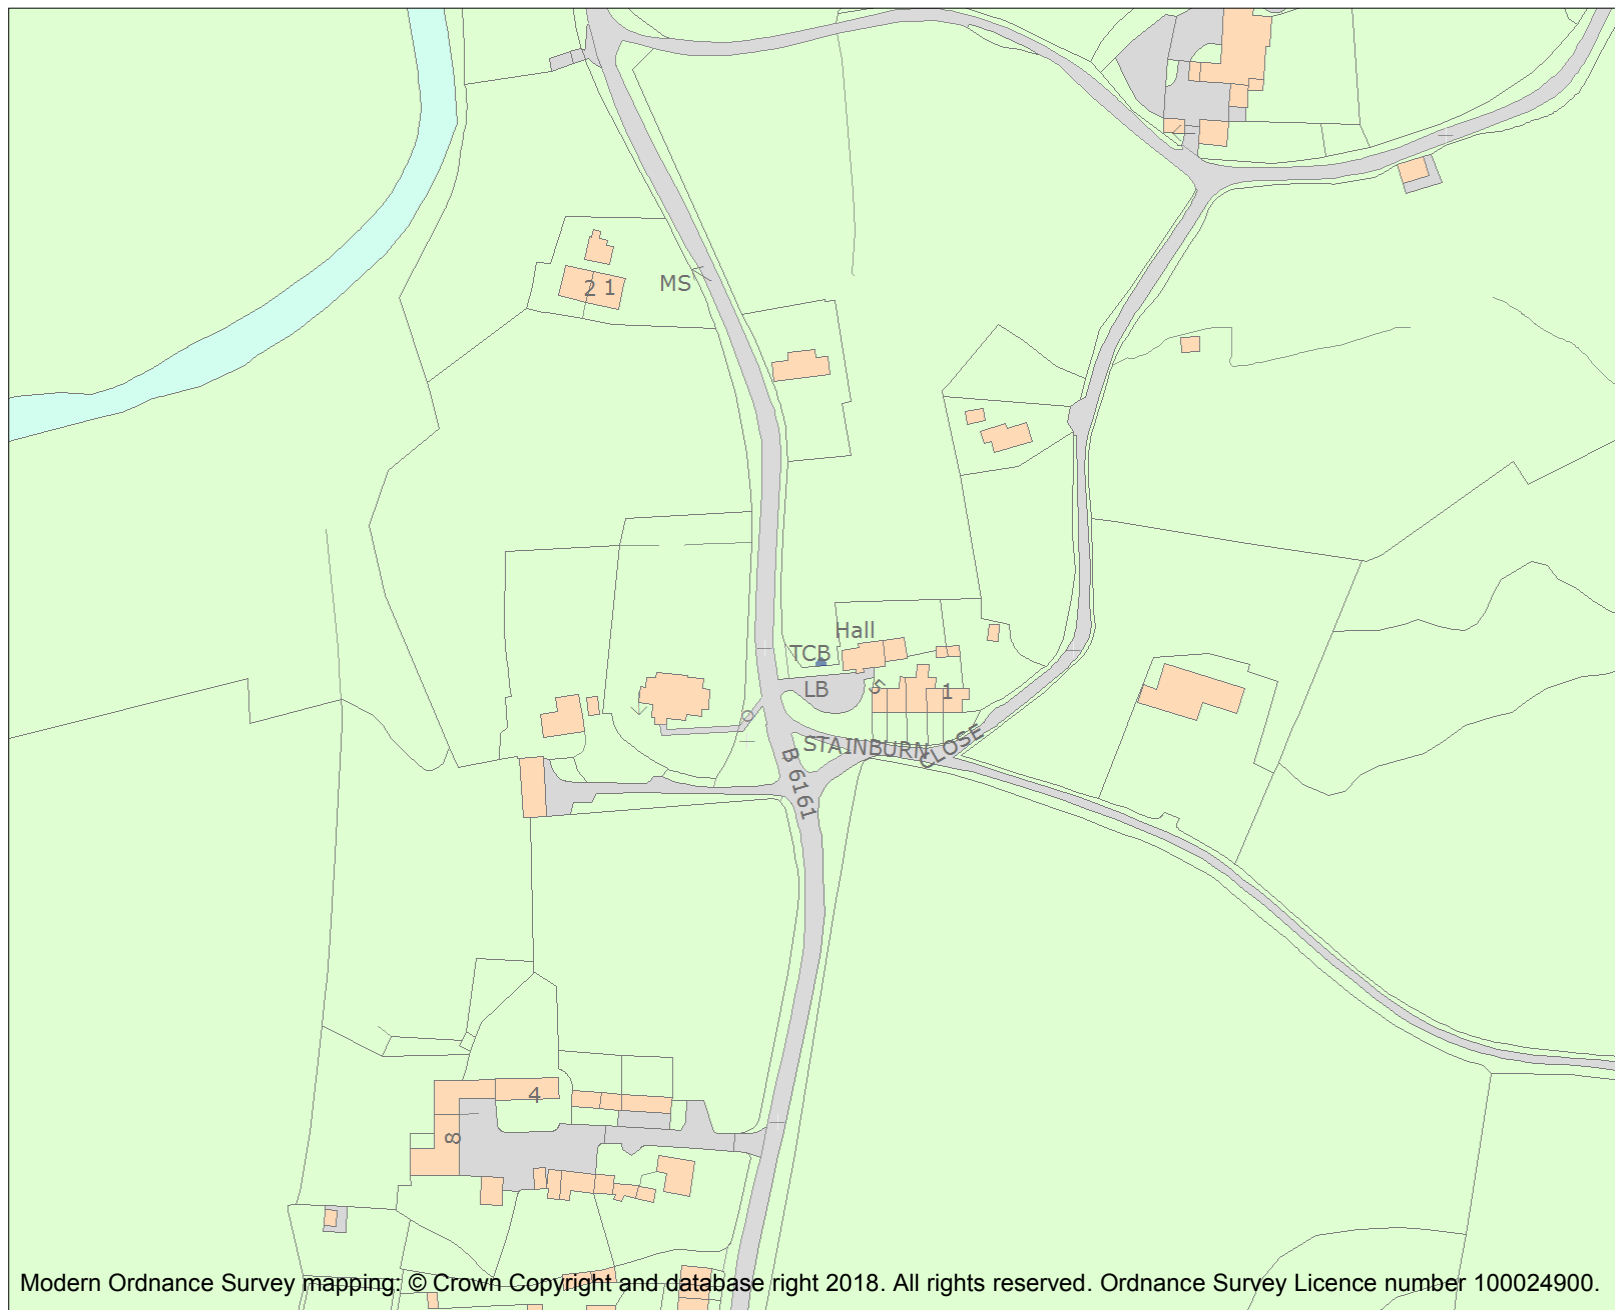 2 1
MS
Hall
TCB
LB
5
1
STAINBURN CLOSE
B 6161
4
8
Modern Ordnance Survey mapping: © Crown Copyright and database right 2018. All rights reserved. Ordnance Survey Licence number 100024900.